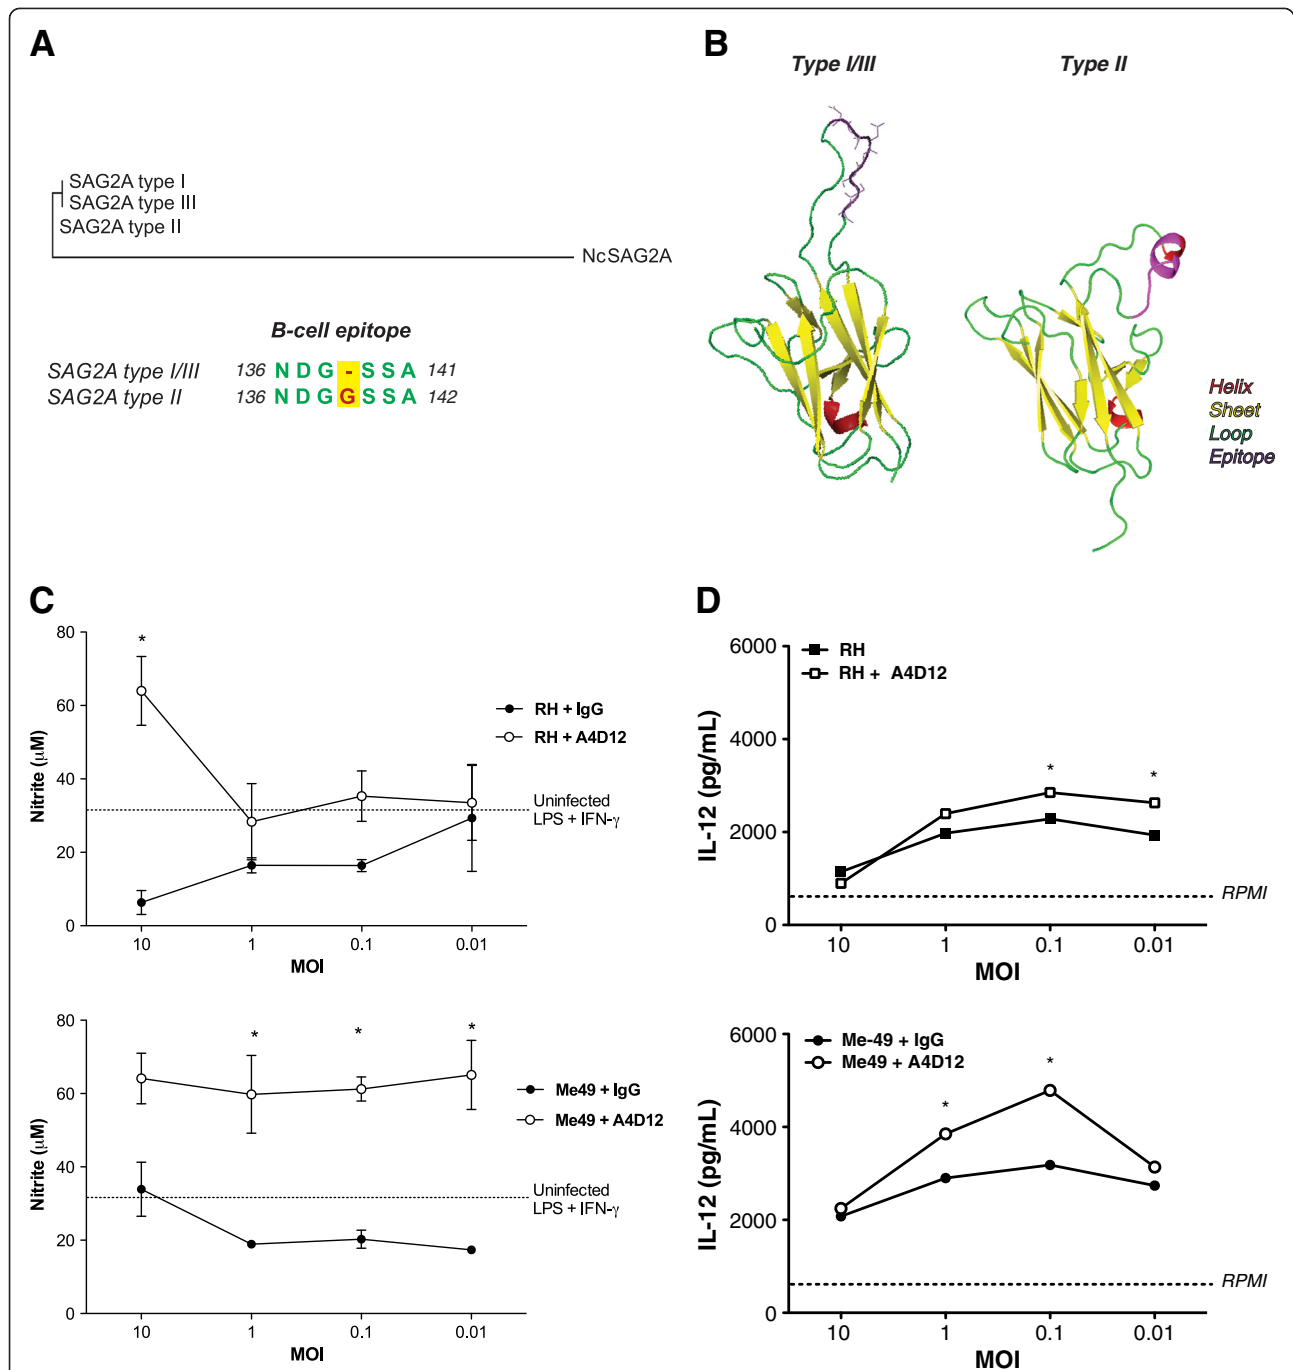 A
SAG2A type I
SAG2A type III
SAG2A type II
NcSAG2A
B-cell epitope
SAG2A type I/III 136 N D G - S S A 141
SAG2A type II 136 N D G G S S A 142
B
Type I/III
Type II
Helix
Sheet
Loop
Epitope
C
80
60
40
20
0
Nitrite (µM)
*
RH + IgG
RH + A4D12
Uninfected
LPS + IFN-γ
10 1 0.1 0.01
MOI
80
60
40
20
0
Nitrite (µM)
* * *
Me49 + IgG
Me49 + A4D12
Uninfected
LPS + IFN-γ
10 1 0.1 0.01
MOI
D
6000
4000
2000
0
IL-12 (pg/mL)
RH
RH + A4D12
* *
RPMI
10 1 0.1 0.01
MOI
6000
4000
2000
0
IL-12 (pg/mL)
Me-49 + IgG
Me49 + A4D12
* *
RPMI
10 1 0.1 0.01
MOI